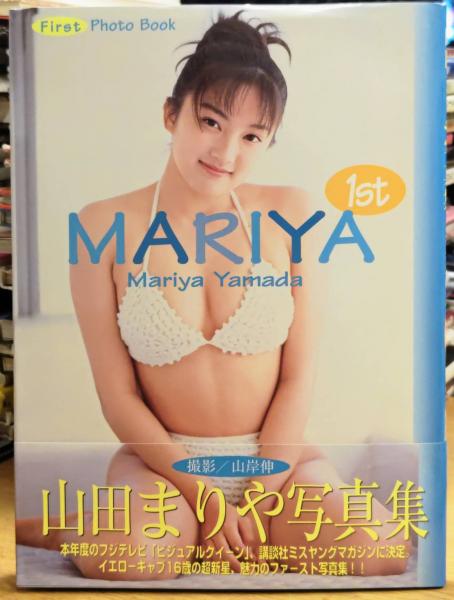 First Photo Book
1st
MARIYA
Mariya Yamada
撮影／山岸伸
山田まりや写真集
本年度のフジテレビ「ビジュアルクイーン」、講談社ミスヤングマガジンに決定。
イエローキャブ16歳の超新星、魅力のファースト写真集！！